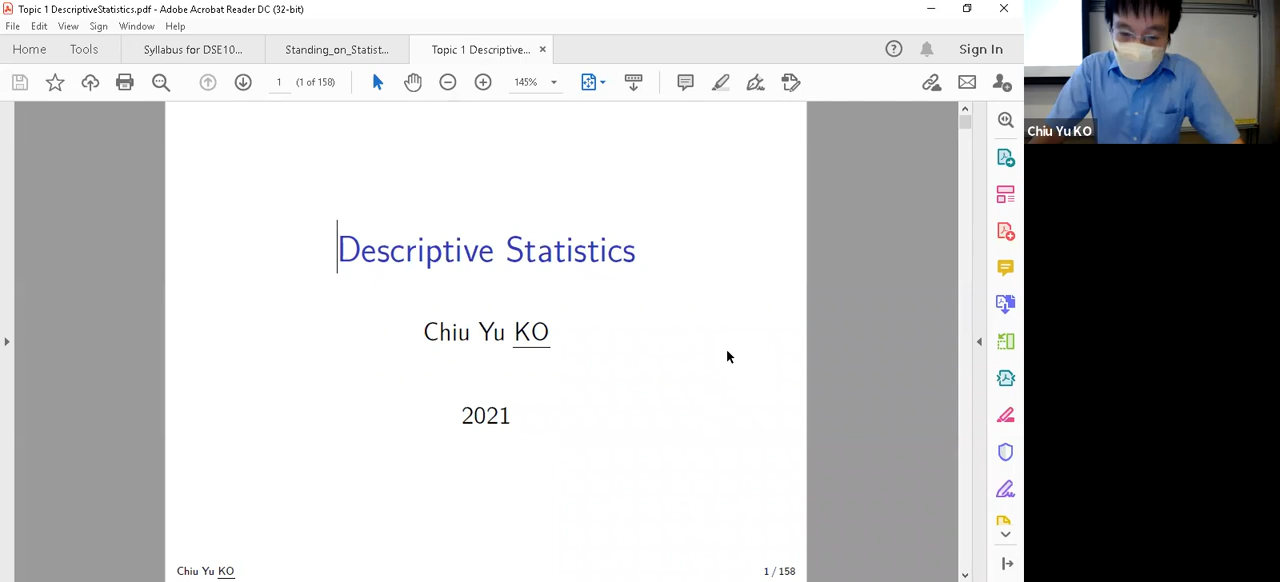 Topic 1 DescriptiveStatistics.pdf - Adobe Acrobat Reader DC (32-bit)
File Edit View Sign Window Help
Home Tools Syllabus for DSE10... Standing_on_Statist... Topic 1 Descriptive... × Sign In
1 (1 of 158) 145%
Descriptive Statistics
Chiu Yu KO
2021
Chiu Yu KO 1 / 158
Chiu Yu KO